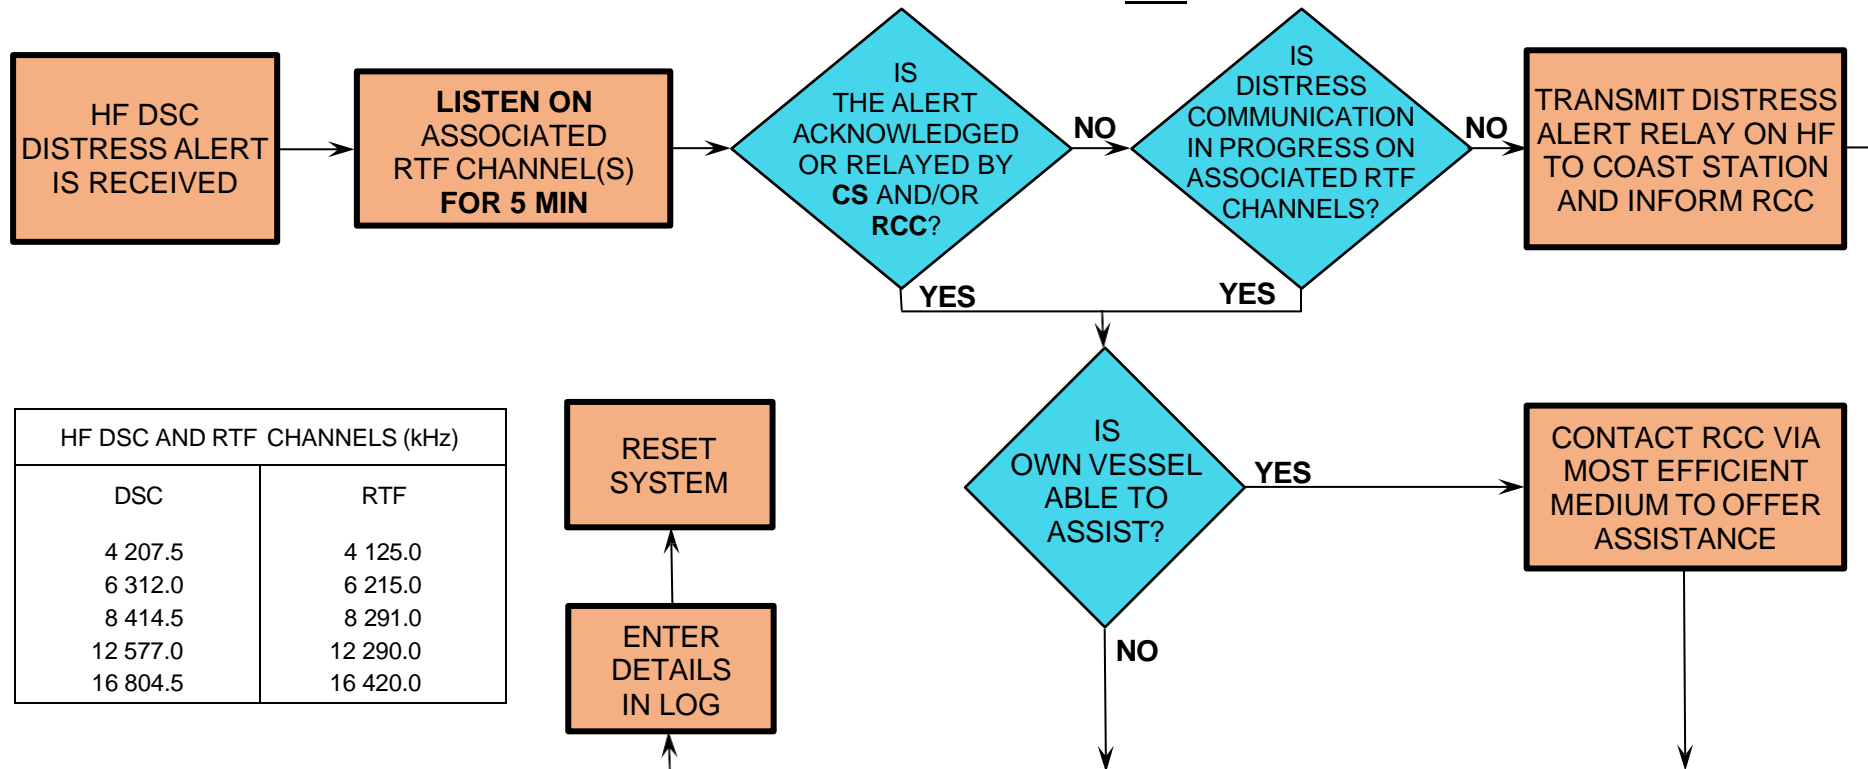 HF DSC
DISTRESS ALERT
IS RECEIVED
LISTEN ON
ASSOCIATED
RTF CHANNEL(S)
FOR 5 MIN
IS
THE ALERT
ACKNOWLEDGED
OR RELAYED BY
CS AND/OR
RCC?
NO
YES
IS
DISTRESS
COMMUNICATION
IN PROGRESS ON
ASSOCIATED RTF
CHANNELS?
NO
YES
TRANSMIT DISTRESS
ALERT RELAY ON HF
TO COAST STATION
AND INFORM RCC
HF DSC AND RTF CHANNELS (kHz)
DSC RTF
4 207.5 4 125.0
6 312.0 6 215.0
8 414.5 8 291.0
12 577.0 12 290.0
16 804.5 16 420.0
RESET
SYSTEM
ENTER
DETAILS
IN LOG
IS
OWN VESSEL
ABLE TO
ASSIST?
YES
NO
CONTACT RCC VIA
MOST EFFICIENT
MEDIUM TO OFFER
ASSISTANCE